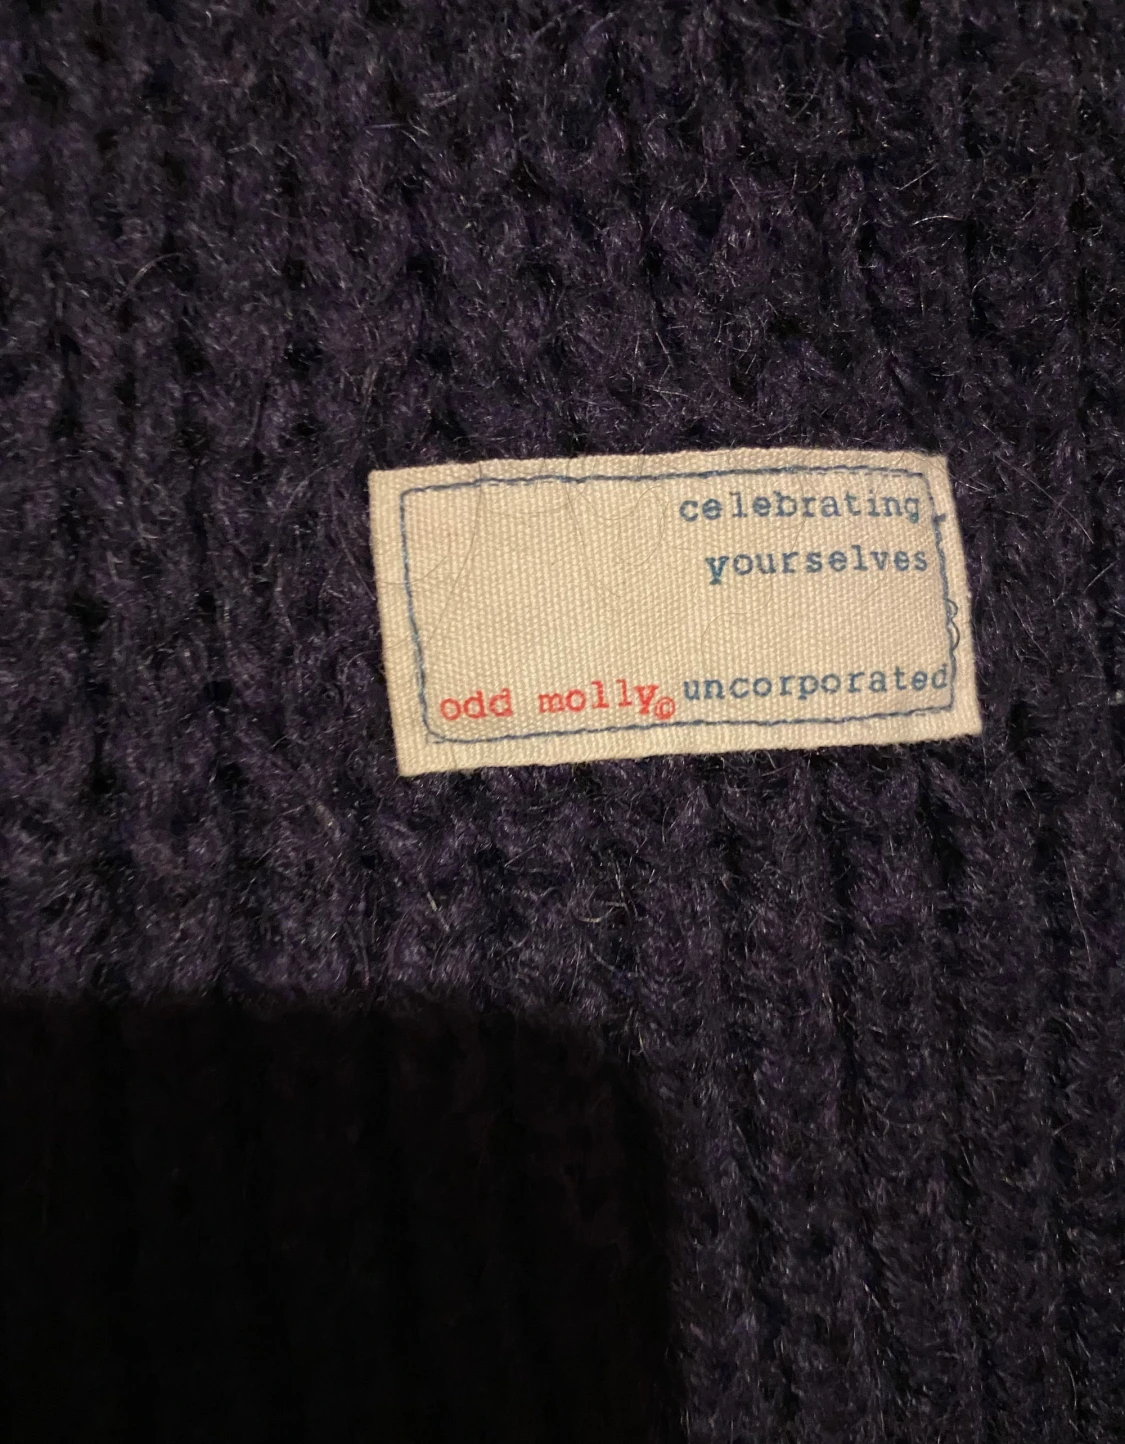 celebrating
yourselves
odd molly© uncorporated